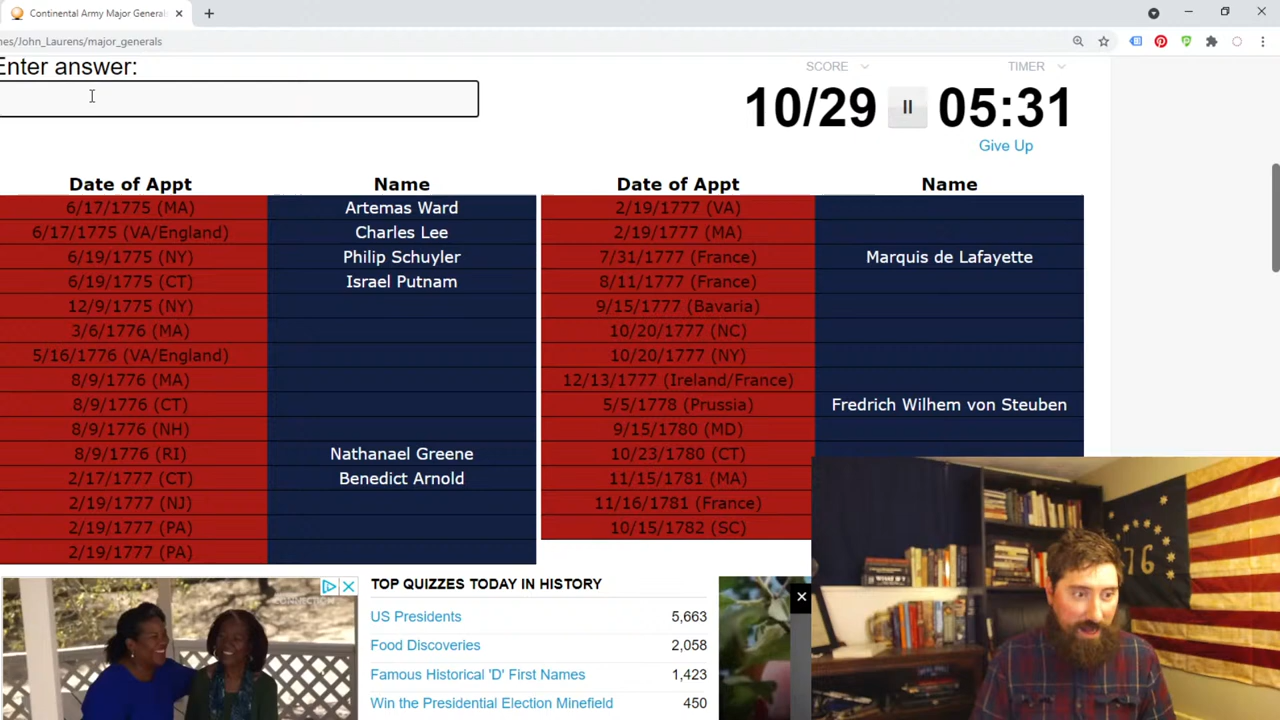 Continental Army Major General
nes/John_Laurens/major_generals
Enter answer:
SCORE
TIMER
10/29
05:31
Give Up
Date of Appt
Name
Date of Appt
Name
6/17/1775 (MA)
Artemas Ward
2/19/1777 (VA)
6/17/1775 (VA/England)
Charles Lee
2/19/1777 (MA)
6/19/1775 (NY)
Philip Schuyler
7/31/1777 (France)
Marquis de Lafayette
6/19/1775 (CT)
Israel Putnam
8/11/1777 (France)
12/9/1775 (NY)
9/15/1777 (Bavaria)
3/6/1776 (MA)
10/20/1777 (NC)
5/16/1776 (VA/England)
10/20/1777 (NY)
8/9/1776 (MA)
12/13/1777 (Ireland/France)
8/9/1776 (CT)
5/5/1778 (Prussia)
Fredrich Wilhem von Steuben
8/9/1776 (NH)
9/15/1780 (MD)
8/9/1776 (RI)
Nathanael Greene
10/23/1780 (CT)
2/17/1777 (CT)
Benedict Arnold
11/15/1781 (MA)
2/19/1777 (NJ)
11/16/1781 (France)
2/19/1777 (PA)
10/15/1782 (SC)
2/19/1777 (PA)
CONNECTION
TOP QUIZZES TODAY IN HISTORY
US Presidents
5,663
Food Discoveries
2,058
Famous Historical 'D' First Names
1,423
Win the Presidential Election Minefield
450
WHAT IF?
76